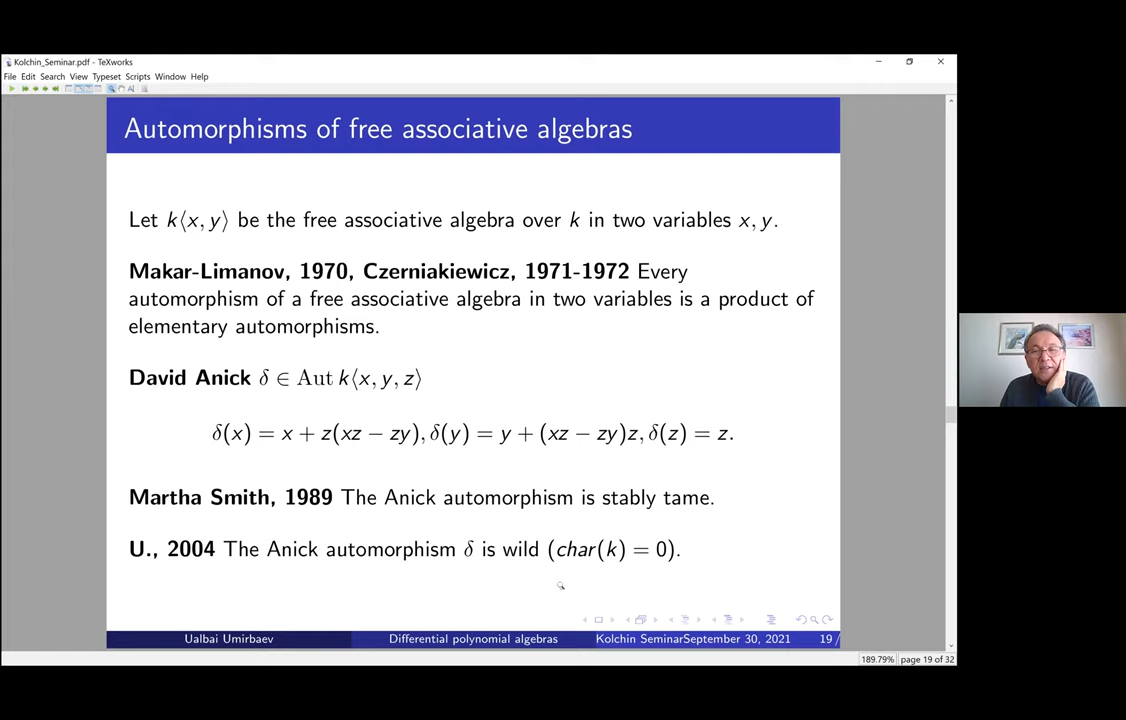 Kolchin_Seminar.pdf - TeXworks
File Edit Search View Typeset Scripts Window Help
Automorphisms of free associative algebras
Let k⟨x, y⟩ be the free associative algebra over k in two variables x, y.
Makar-Limanov, 1970, Czerniakiewicz, 1971-1972 Every
automorphism of a free associative algebra in two variables is a product of
elementary automorphisms.
David Anick δ ∈ Aut k⟨x, y, z⟩
δ(x) = x + z(xz − zy), δ(y) = y + (xz − zy)z, δ(z) = z.
Martha Smith, 1989 The Anick automorphism is stably tame.
U., 2004 The Anick automorphism δ is wild (char(k) = 0).
Ualbai Umirbaev Differential polynomial algebras Kolchin SeminarSeptember 30, 2021 19 /
189.79% page 19 of 32